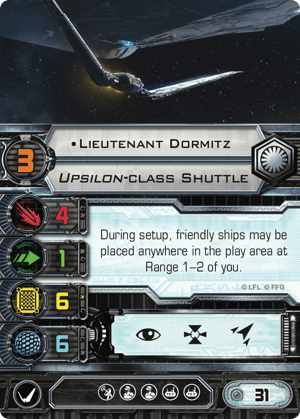 •Lieutenant Dormitz
3
Upsilon-class Shuttle
4
During setup, friendly ships may be
placed anywhere in the play area at
Range 1–2 of you.
©LFL ©FFG
1
6
6
31